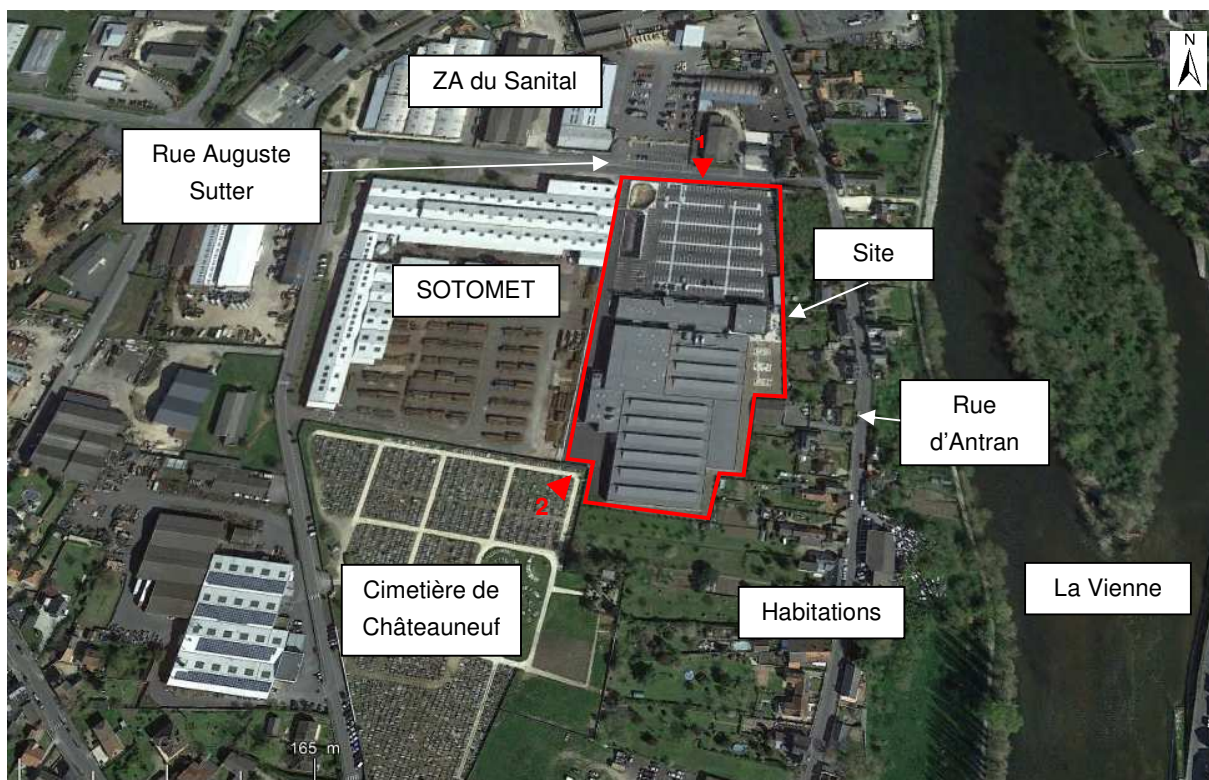 N
ZA du Sanital
1
Rue Auguste
Sutter
Site
SOTOMET
Rue
d'Antran
2
Cimetière de
Châteauneuf
Habitations
La Vienne
165 m